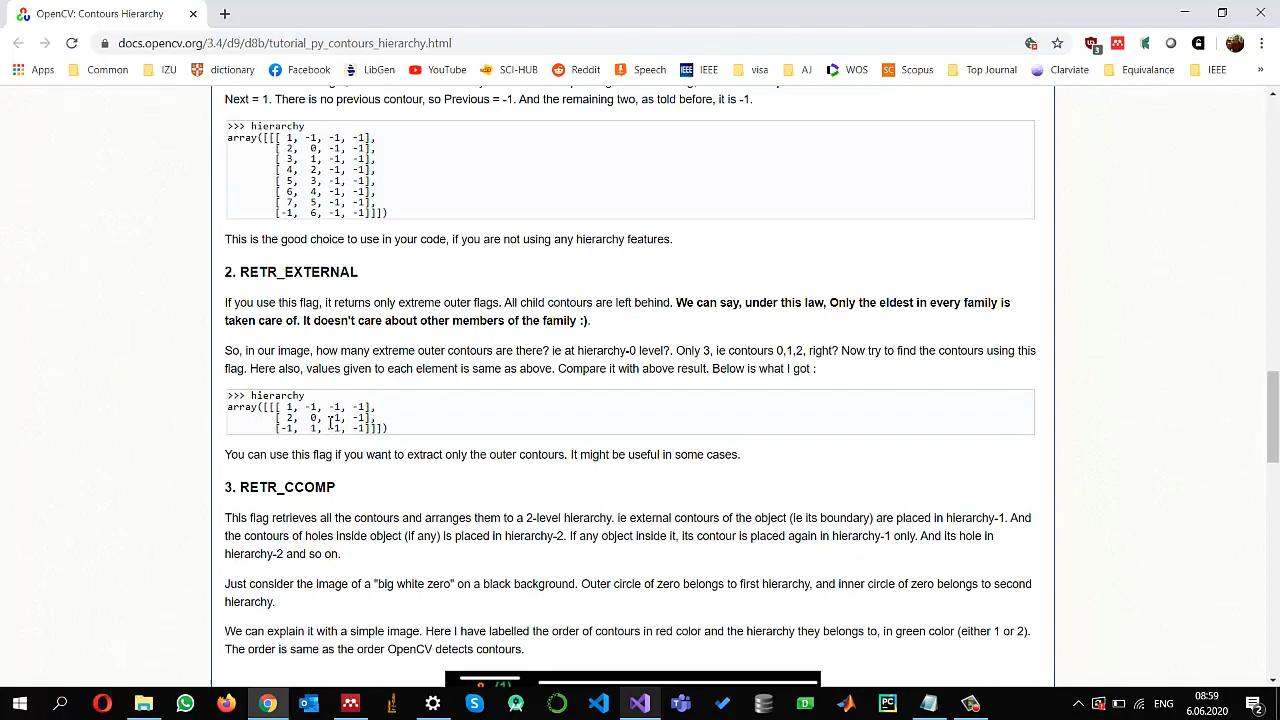 OpenCV: Contours Hierarchy
docs.opencv.org/3.4/d9/d8b/tutorial_py_contours_hierarchy.html
3
Apps Common IZU dictionary Facebook LibGen YouTube SCI-HUB Reddit Speech IEEE visa AJ WOS Scopus Top Journal Clarviate Equivalance IEEE »
Next = 1. There is no previous contour, so Previous = -1. And the remaining two, as told before, it is -1.
>>> hierarchy
array([[[ 1, -1, -1, -1],
[ 2, 0, -1, -1],
[ 3, 1, -1, -1],
[ 4, 2, -1, -1],
[ 5, 3, -1, -1],
[ 6, 4, -1, -1],
[ 7, 5, -1, -1],
[-1, 6, -1, -1]]])
This is the good choice to use in your code, if you are not using any hierarchy features.
2. RETR_EXTERNAL
If you use this flag, it returns only extreme outer flags. All child contours are left behind. We can say, under this law, Only the eldest in every family is
taken care of. It doesn't care about other members of the family :).
So, in our image, how many extreme outer contours are there? ie at hierarchy-0 level?. Only 3, ie contours 0,1,2, right? Now try to find the contours using this
flag. Here also, values given to each element is same as above. Compare it with above result. Below is what I got :
>>> hierarchy
array([[[ 1, -1, -1, -1],
[ 2, 0, -1, -1],
[-1, 1, -1, -1]]])
You can use this flag if you want to extract only the outer contours. It might be useful in some cases.
3. RETR_CCOMP
This flag retrieves all the contours and arranges them to a 2-level hierarchy. ie external contours of the object (ie its boundary) are placed in hierarchy-1. And
the contours of holes inside object (if any) is placed in hierarchy-2. If any object inside it, its contour is placed again in hierarchy-1 only. And its hole in
hierarchy-2 and so on.
Just consider the image of a "big white zero" on a black background. Outer circle of zero belongs to first hierarchy, and inner circle of zero belongs to second
hierarchy.
We can explain it with a simple image. Here I have labelled the order of contours in red color and the hierarchy they belongs to, in green color (either 1 or 2).
The order is same as the order OpenCV detects contours.
ENG
08:59
6.06.2020